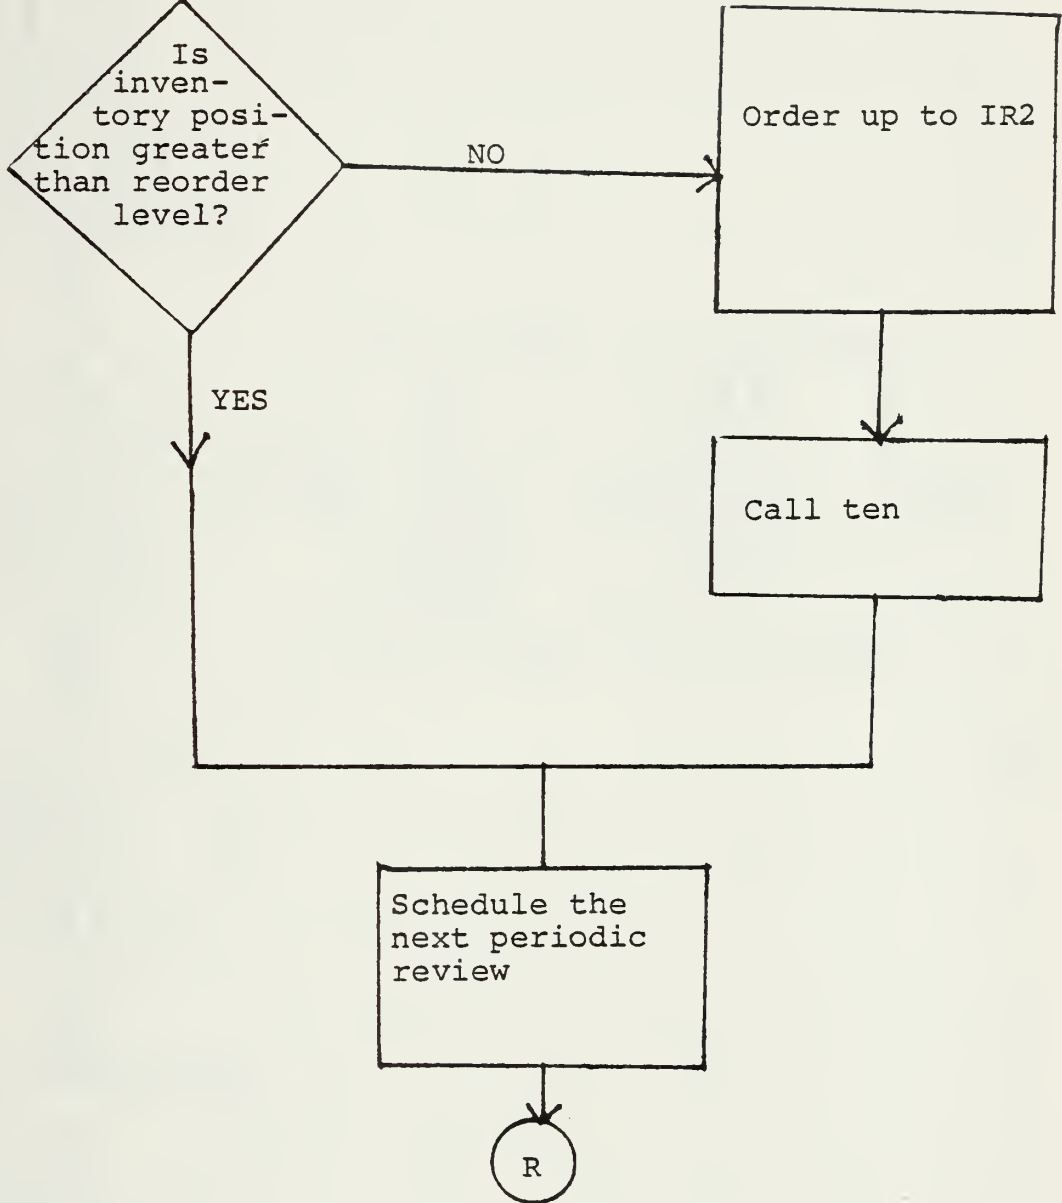 Is
inven-
tory posi-
tion greater
than reorder
level?
NO
Order up to IR2
YES
Call ten
Schedule the
next periodic
review
R